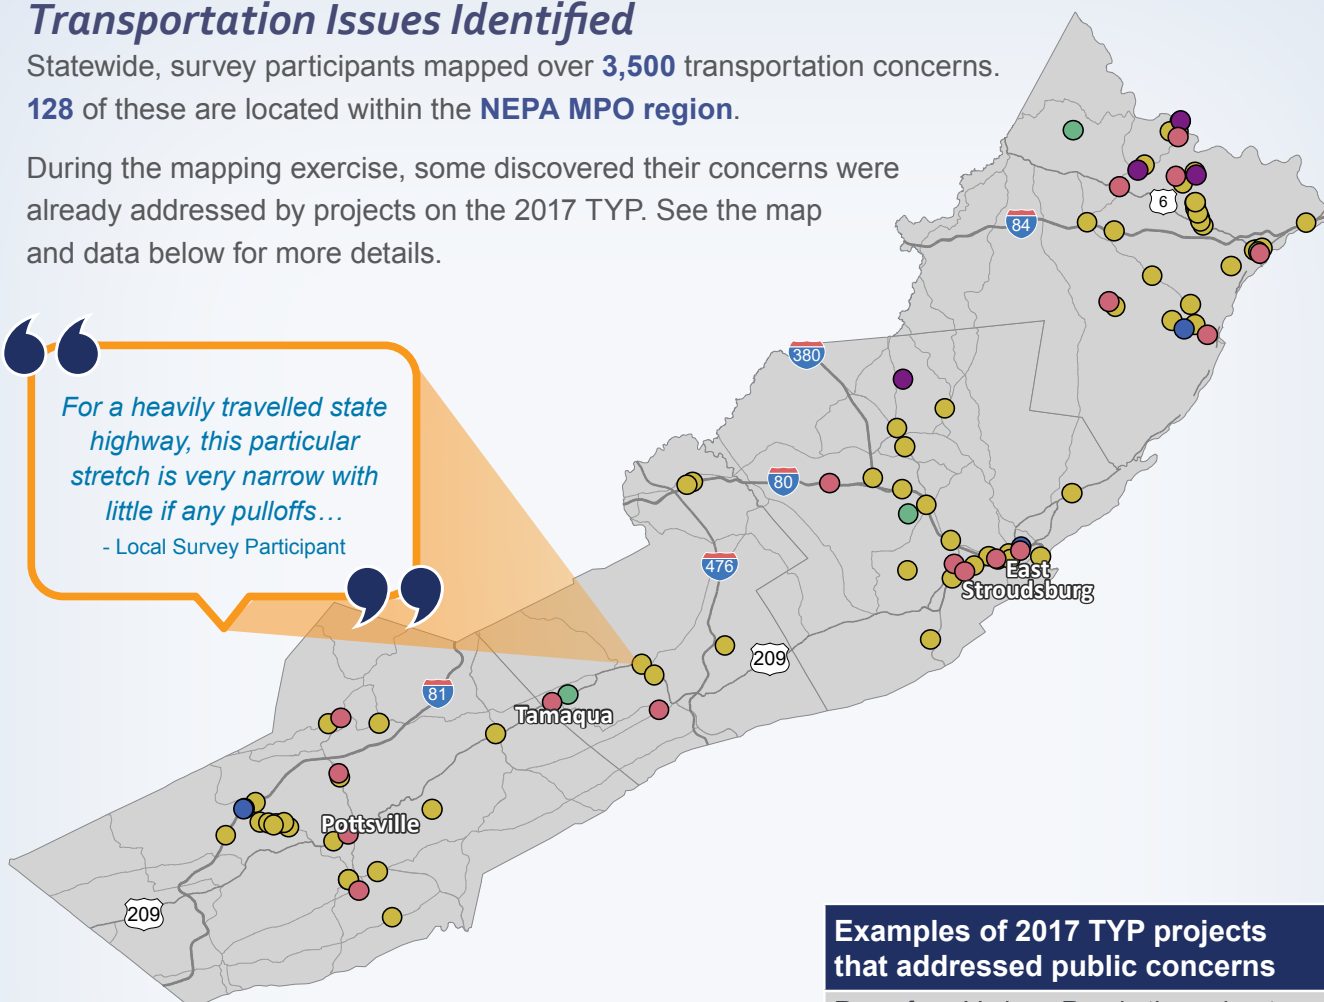 Transportation Issues Identified
Statewide, survey participants mapped over 3,500 transportation concerns.
128 of these are located within the NEPA MPO region.
During the mapping exercise, some discovered their concerns were
already addressed by projects on the 2017 TYP. See the map
and data below for more details.
“
For a heavily travelled state
highway, this particular
stretch is very narrow with
little if any pulloffs…
- Local Survey Participant
”
6
84
380
80
476
East
Stroudsburg
209
81
Tamaqua
Pottsville
209
Examples of 2017 TYP projects
that addressed public concerns